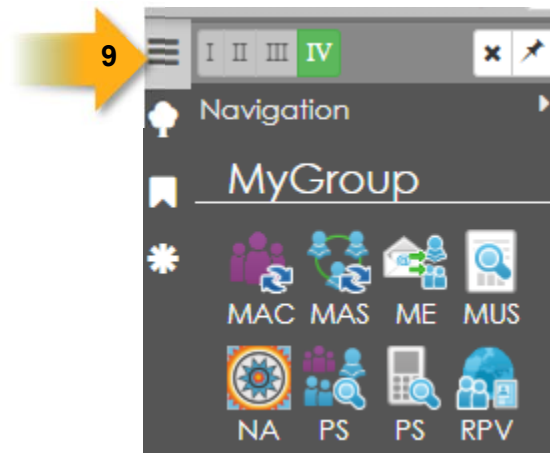 9
I II III IV
Navigation
MyGroup
MAC MAS ME MUS
NA PS PS RPV